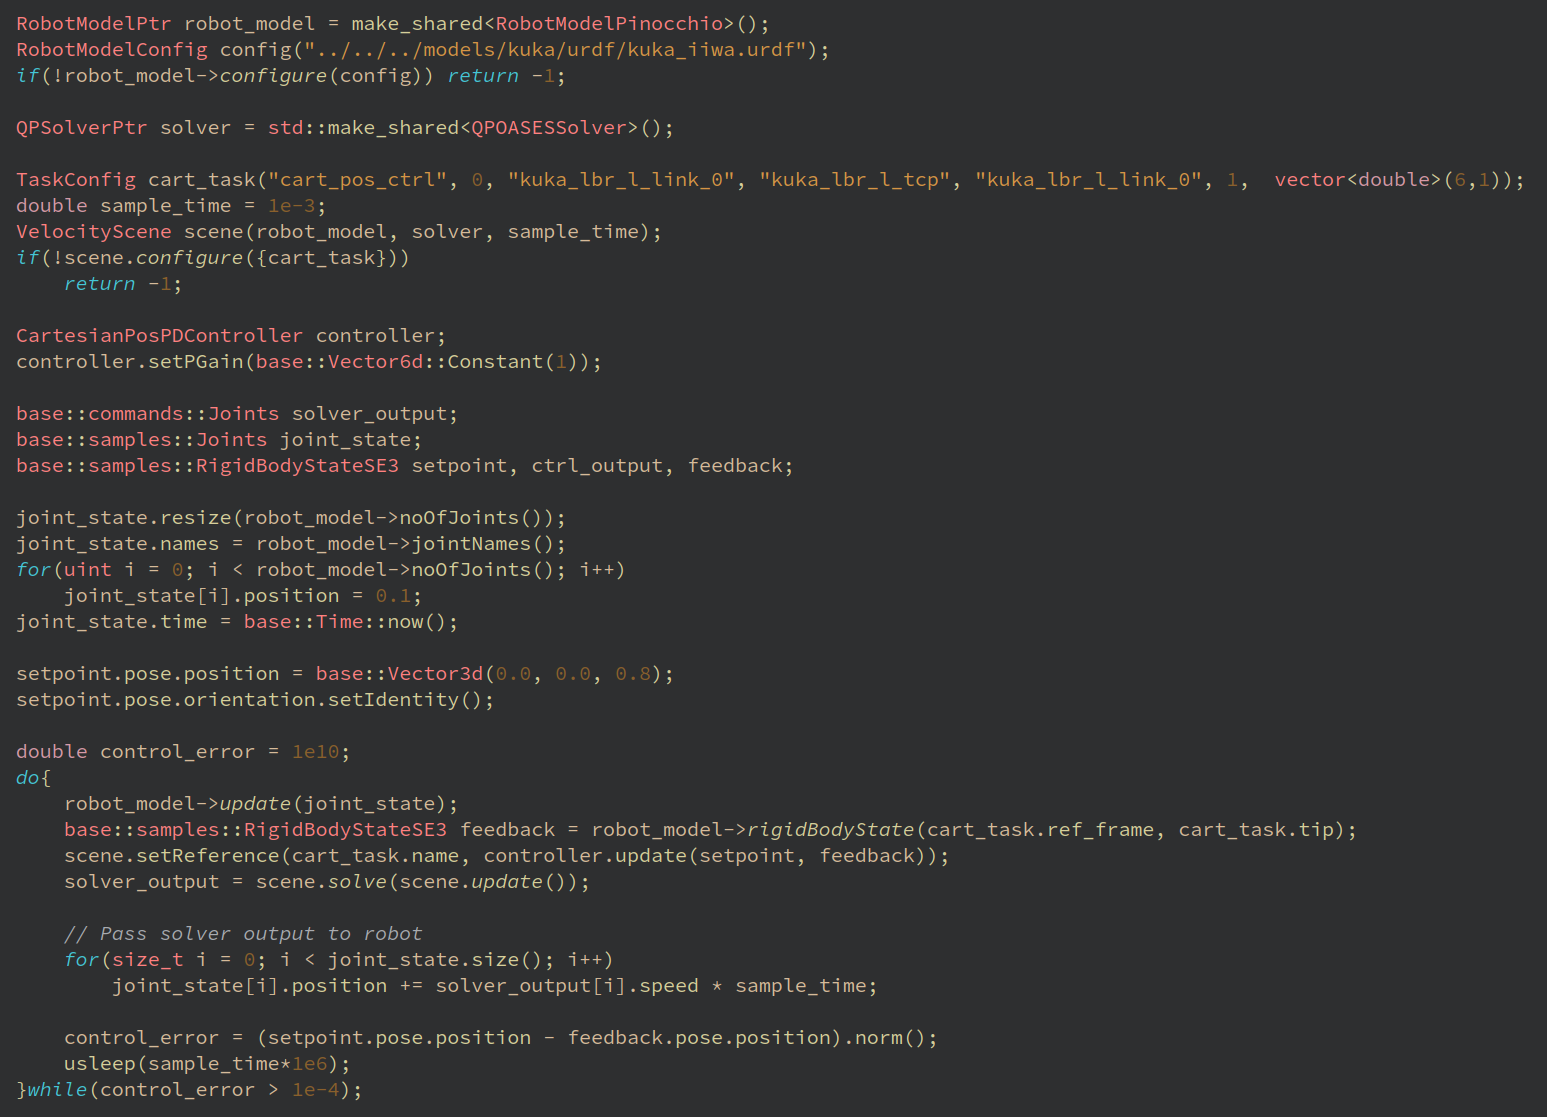 RobotModelPtr robot_model = make_shared<RobotModelPinocchio>();
RobotModelConfig config("../../../models/kuka/urdf/kuka_iiwa.urdf");
if(!robot_model->configure(config)) return -1;

QPSolverPtr solver = std::make_shared<QPOASESSolver>();

TaskConfig cart_task("cart_pos_ctrl", 0, "kuka_lbr_l_link_0", "kuka_lbr_l_tcp", "kuka_lbr_l_link_0", 1,  vector<double>(6,1));
double sample_time = 1e-3;
VelocityScene scene(robot_model, solver, sample_time);
if(!scene.configure({cart_task}))
    return -1;

CartesianPosPDController controller;
controller.setPGain(base::Vector6d::Constant(1));

base::commands::Joints solver_output;
base::samples::Joints joint_state;
base::samples::RigidBodyStateSE3 setpoint, ctrl_output, feedback;

joint_state.resize(robot_model->noOfJoints());
joint_state.names = robot_model->jointNames();
for(uint i = 0; i < robot_model->noOfJoints(); i++)
    joint_state[i].position = 0.1;
joint_state.time = base::Time::now();

setpoint.pose.position = base::Vector3d(0.0, 0.0, 0.8);
setpoint.pose.orientation.setIdentity();

double control_error = 1e10;
do{
    robot_model->update(joint_state);
    base::samples::RigidBodyStateSE3 feedback = robot_model->rigidBodyState(cart_task.ref_frame, cart_task.tip);
    scene.setReference(cart_task.name, controller.update(setpoint, feedback));
    solver_output = scene.solve(scene.update());

    // Pass solver output to robot
    for(size_t i = 0; i < joint_state.size(); i++)
        joint_state[i].position += solver_output[i].speed * sample_time;

    control_error = (setpoint.pose.position - feedback.pose.position).norm();
    usleep(sample_time*1e6);
}while(control_error > 1e-4);